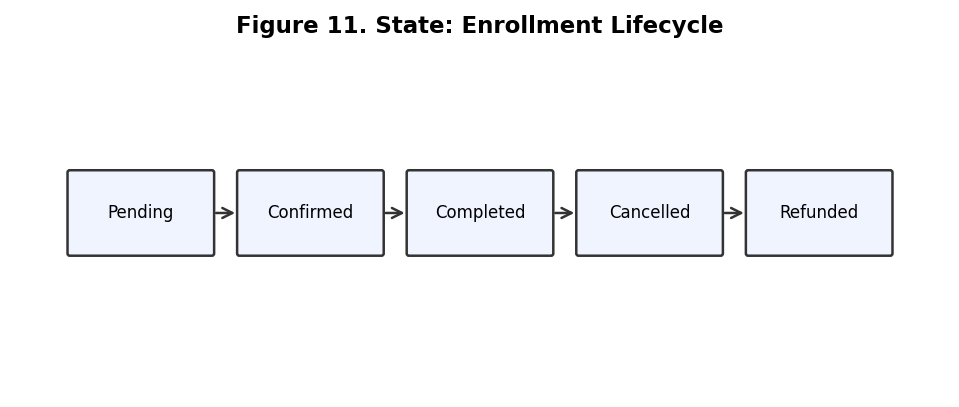 Figure 11. State: Enrollment Lifecycle
Pending
Confirmed
Completed
Cancelled
Refunded